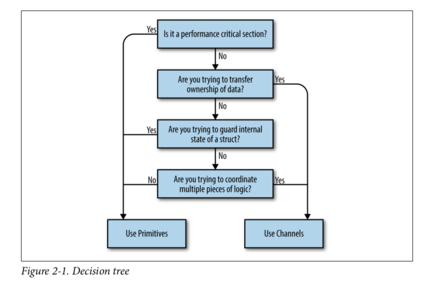 Yes
Is it a performance critical section?
No
Are you trying to transfer
ownership of data?
Yes
No
Yes
Are you trying to guard internal
state of a struct?
No
No
Are you trying to coordinate
multiple pieces of logic?
Yes
Use Primitives
Use Channels
Figure 2-1. Decision tree